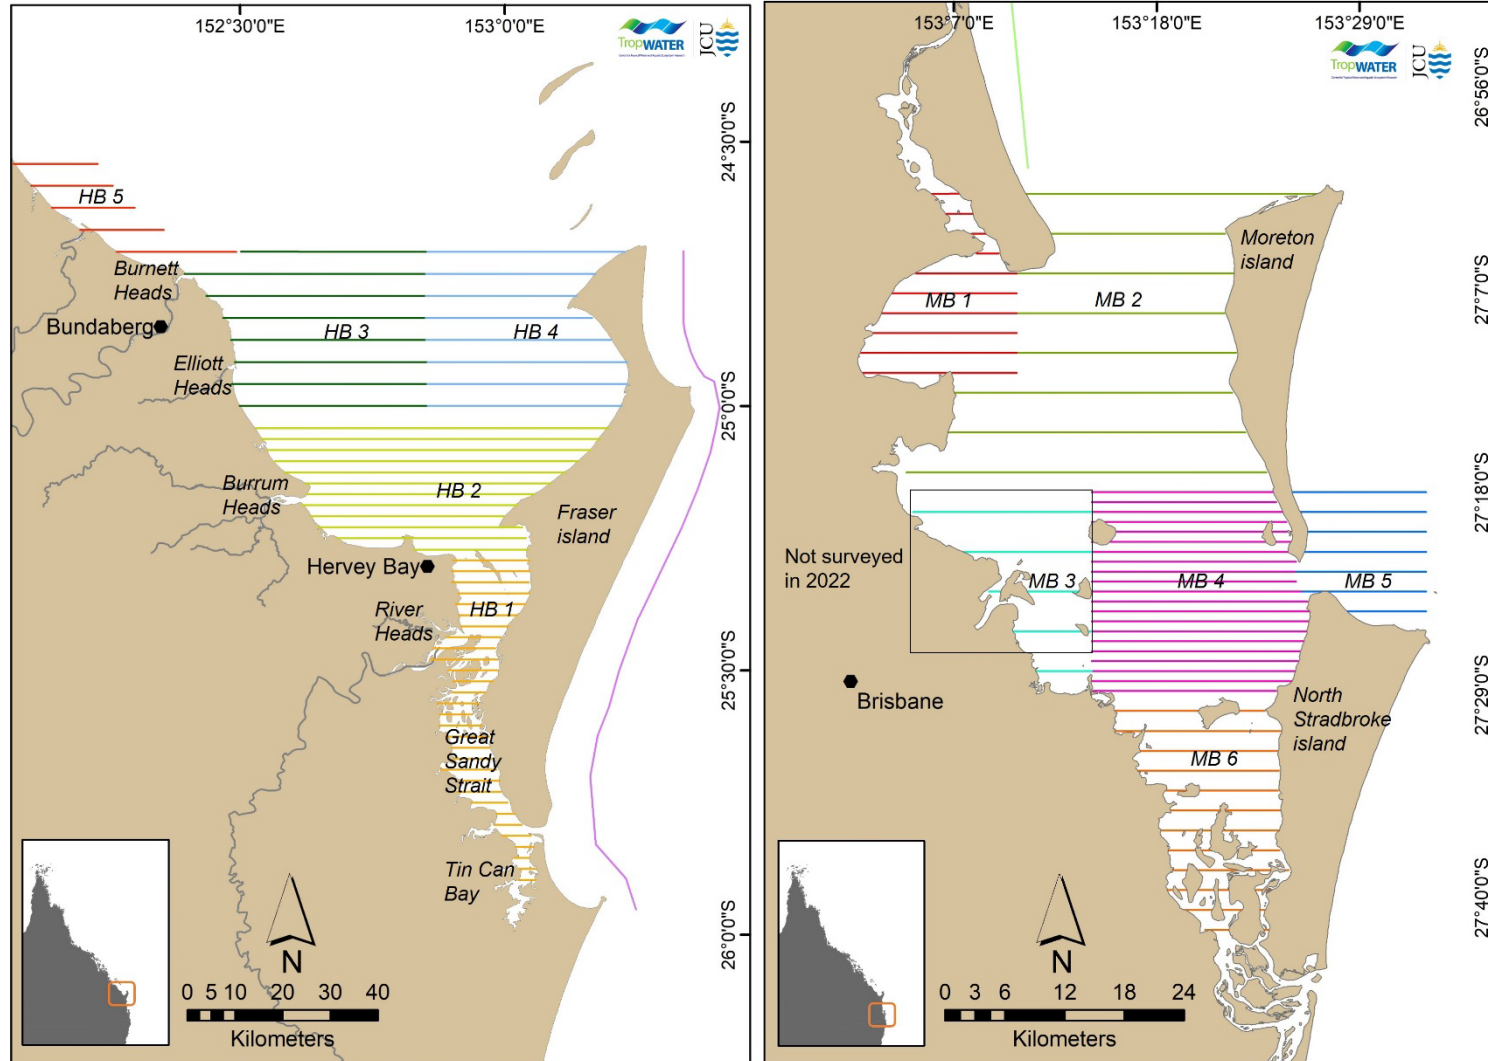 152°30'0"E
153°0'0"E
TropWATER
JCU
24°30'0"S
HB 5
Burnett
Heads
Bundaberg
HB 3
HB 4
Elliott
Heads
25°0'0"S
Burrum
Heads
HB 2
Fraser
island
Hervey Bay
HB 1
River
Heads
25°30'0"S
Great
Sandy
Strait
Tin Can
Bay
26°0'0"S
N
0 5 10 20 30 40
Kilometers
153°7'0"E
153°18'0"E
153°29'0"E
TropWATER
JCU
26°56'0"S
Moreton
island
MB 1
MB 2
27°7'0"S
27°18'0"S
Not surveyed
in 2022
MB 3
MB 4
MB 5
Brisbane
27°29'0"S
North
Stradbroke
island
MB 6
27°40'0"S
N
0 3 6 12 18 24
Kilometers